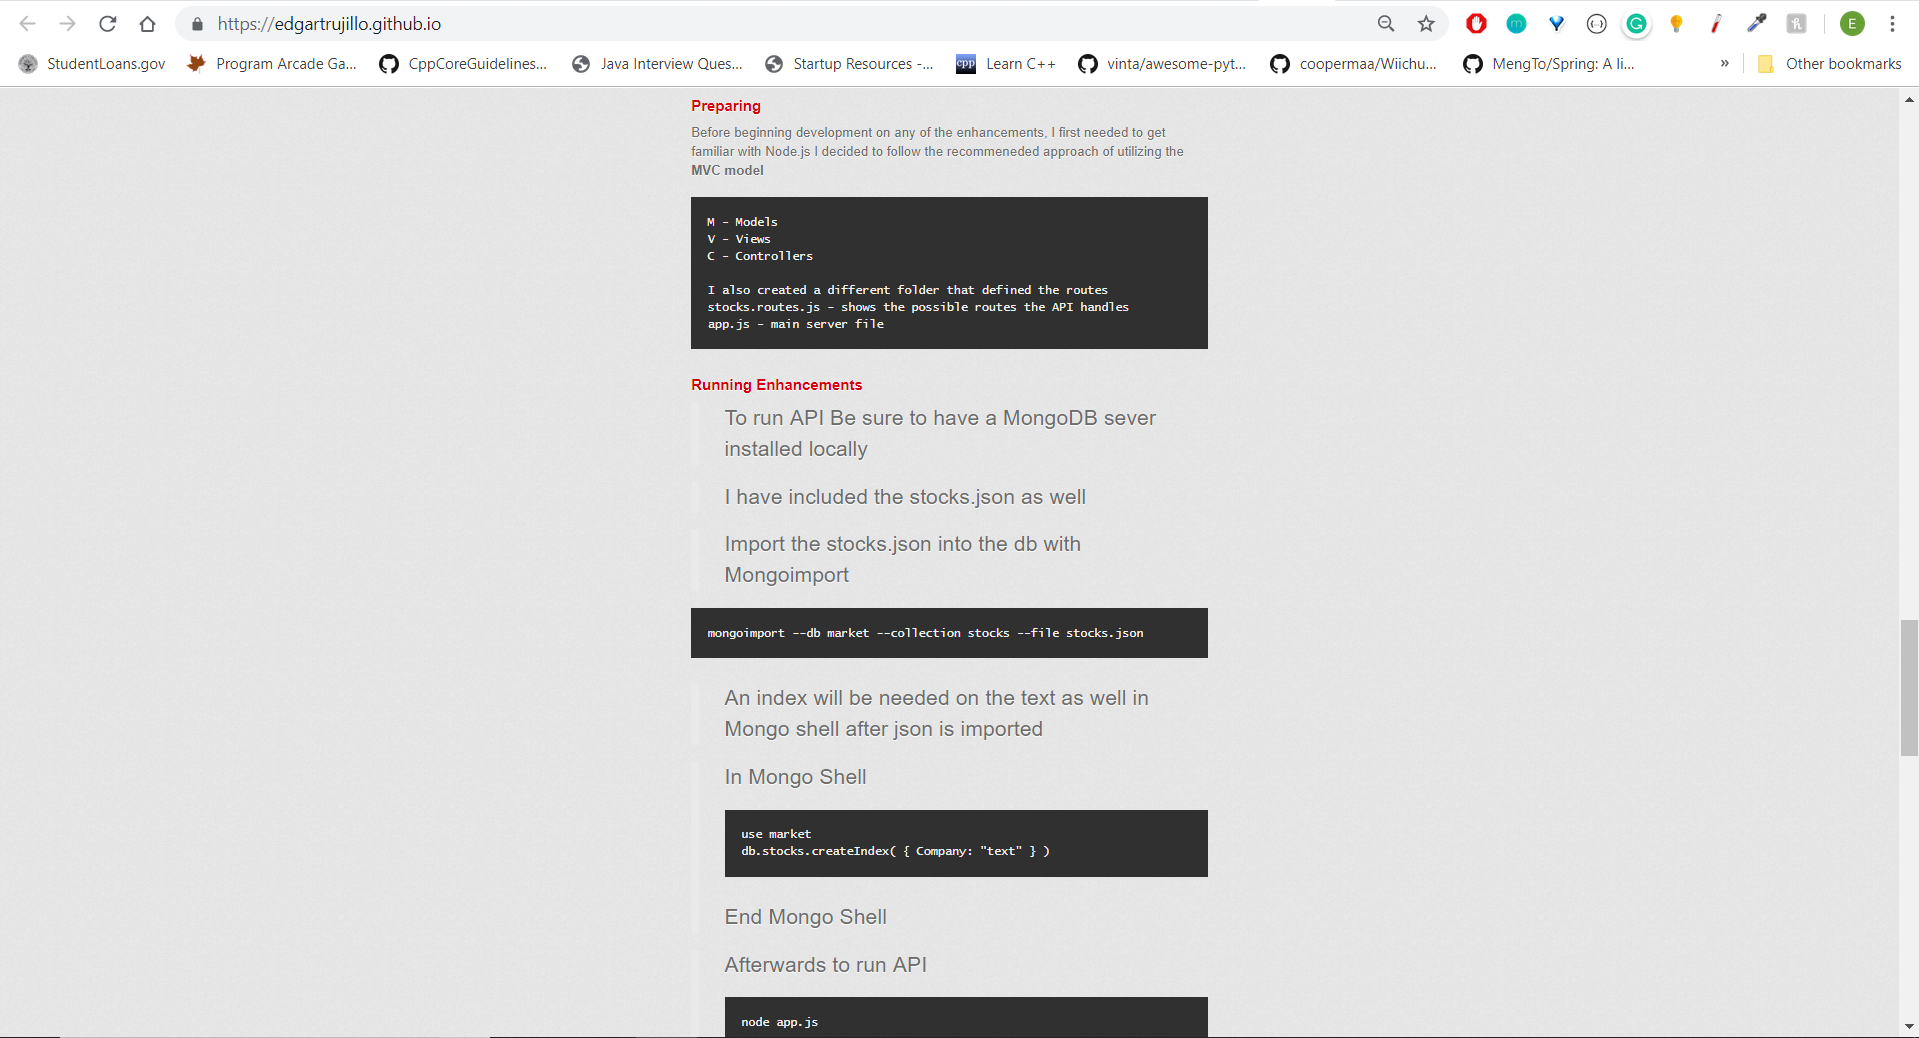 https://edgartrujillo.github.io
E
StudentLoans.gov
Program Arcade Ga...
CppCoreGuidelines...
Java Interview Ques...
Startup Resources -...
cpp
Learn C++
vinta/awesome-pyt...
coopermaa/Wiichu...
MengTo/Spring: A li...
»
Other bookmarks
Preparing
Before beginning development on any of the enhancements, I first needed to get
familiar with Node.js I decided to follow the recommeneded approach of utilizing the
MVC model
M - Models
V - Views
C - Controllers
I also created a different folder that defined the routes
stocks.routes.js - shows the possible routes the API handles
app.js - main server file
Running Enhancements
To run API Be sure to have a MongoDB sever
installed locally
I have included the stocks.json as well
Import the stocks.json into the db with
Mongoimport
mongoimport --db market --collection stocks --file stocks.json
An index will be needed on the text as well in
Mongo shell after json is imported
In Mongo Shell
use market
db.stocks.createIndex( { Company: "text" } )
End Mongo Shell
Afterwards to run API
node app.js